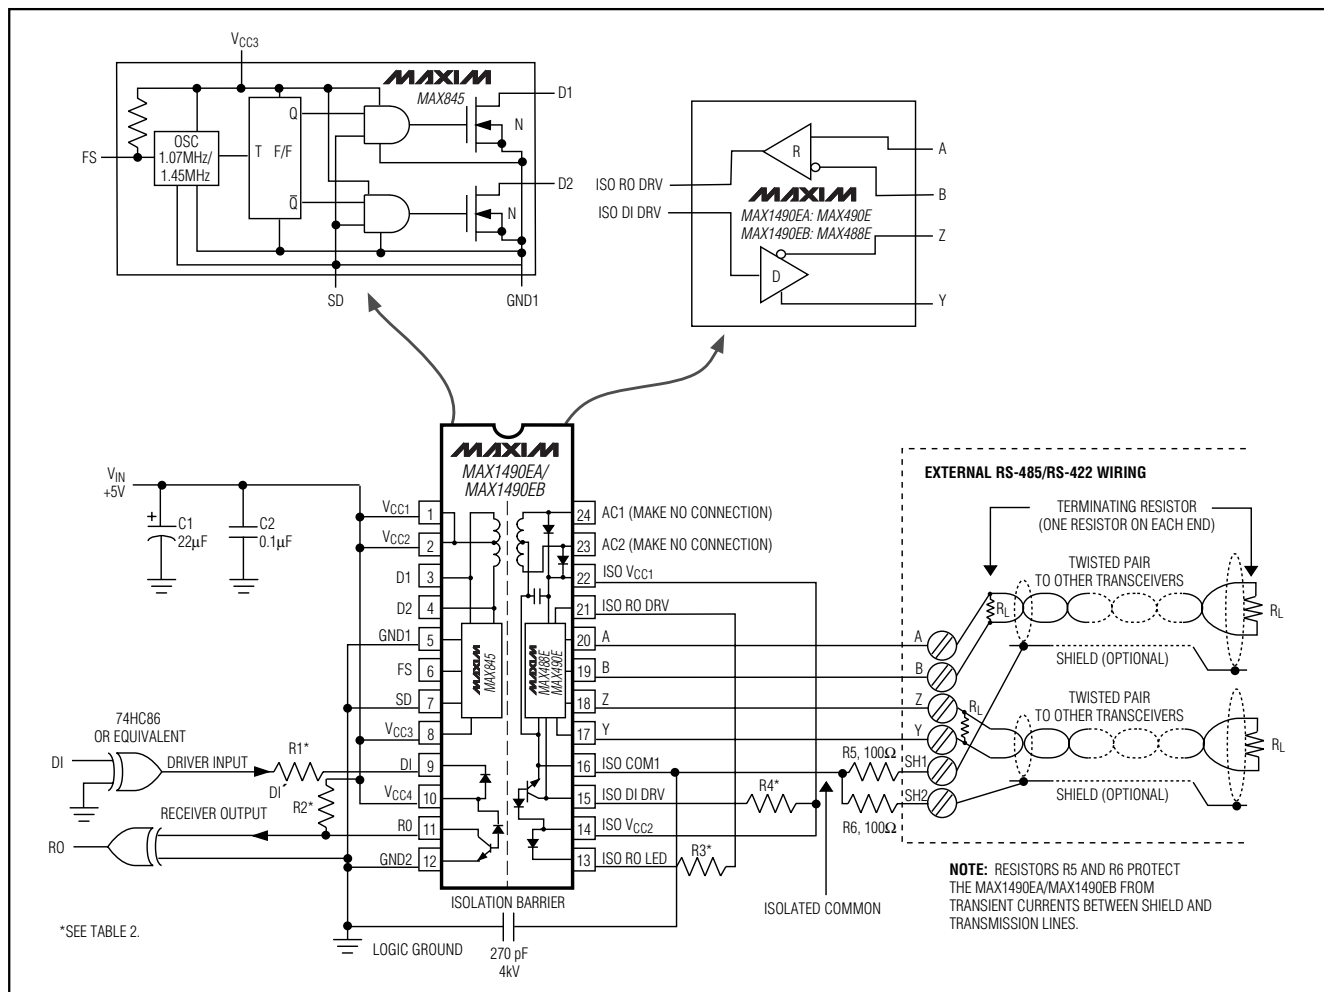 VCC3
MAXIM
MAX845
D1
Q
N
OSC
1.07MHz/
1.45MHz
T F/F
FS
D2
Q̅
N
SD
GND1
A
R
ISO RO DRV
B
MAXIM
ISO DI DRV
MAX1490EA: MAX490E
MAX1490EB: MAX488E
Z
D
Y
MAXIM
MAX1490EA/
MAX1490EB
VIN
+5V
+
C1
22µF
C2
0.1µF
VCC1
1
VCC2
2
D1
3
D2
4
GND1
5
FS
6
SD
7
VCC3
8
DI
9
VCC4
10
RO
11
GND2
12
MAXIM
MAX845
MAXIM
MAX488E
MAX490E
24
AC1 (MAKE NO CONNECTION)
23
AC2 (MAKE NO CONNECTION)
22
ISO VCC1
21
ISO RO DRV
20
A
19
B
18
Z
17
Y
16
ISO COM1
15
ISO DI DRV
14
ISO VCC2
13
ISO RO LED
74HC86
OR EQUIVALENT
DI
DRIVER INPUT
R1*
DI´
R2*
RECEIVER OUTPUT
RO
R3*
R4*
R5, 100Ω
R6, 100Ω
ISOLATED COMMON
ISOLATION BARRIER
LOGIC GROUND
270 pF
4kV
*SEE TABLE 2.
EXTERNAL RS-485/RS-422 WIRING
TERMINATING RESISTOR
(ONE RESISTOR ON EACH END)
TWISTED PAIR
TO OTHER TRANSCEIVERS
RL
RL
A
B
SHIELD (OPTIONAL)
Z
RL
TWISTED PAIR
TO OTHER TRANSCEIVERS
Y
RL
SH1
SH2
SHIELD (OPTIONAL)
NOTE: RESISTORS R5 AND R6 PROTECT
THE MAX1490EA/MAX1490EB FROM
TRANSIENT CURRENTS BETWEEN SHIELD AND
TRANSMISSION LINES.